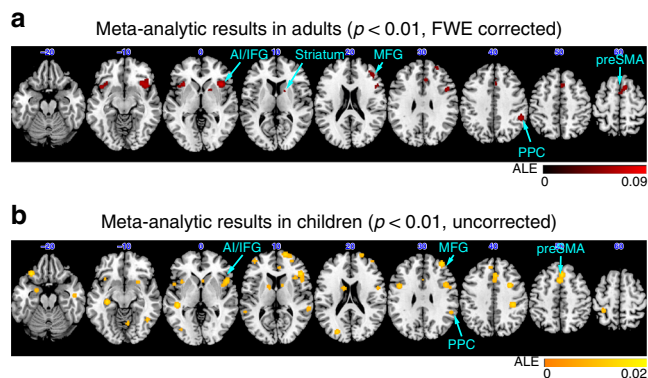 a
Meta-analytic results in adults (p < 0.01, FWE corrected)
−20 −10 0 10 20 30 40 50 60
AI/IFG Striatum MFG preSMA
PPC
ALE
0 0.09
b
Meta-analytic results in children (p < 0.01, uncorrected)
−20 −10 0 10 20 30 40 50 60
AI/IFG MFG preSMA
PPC
ALE
0 0.02